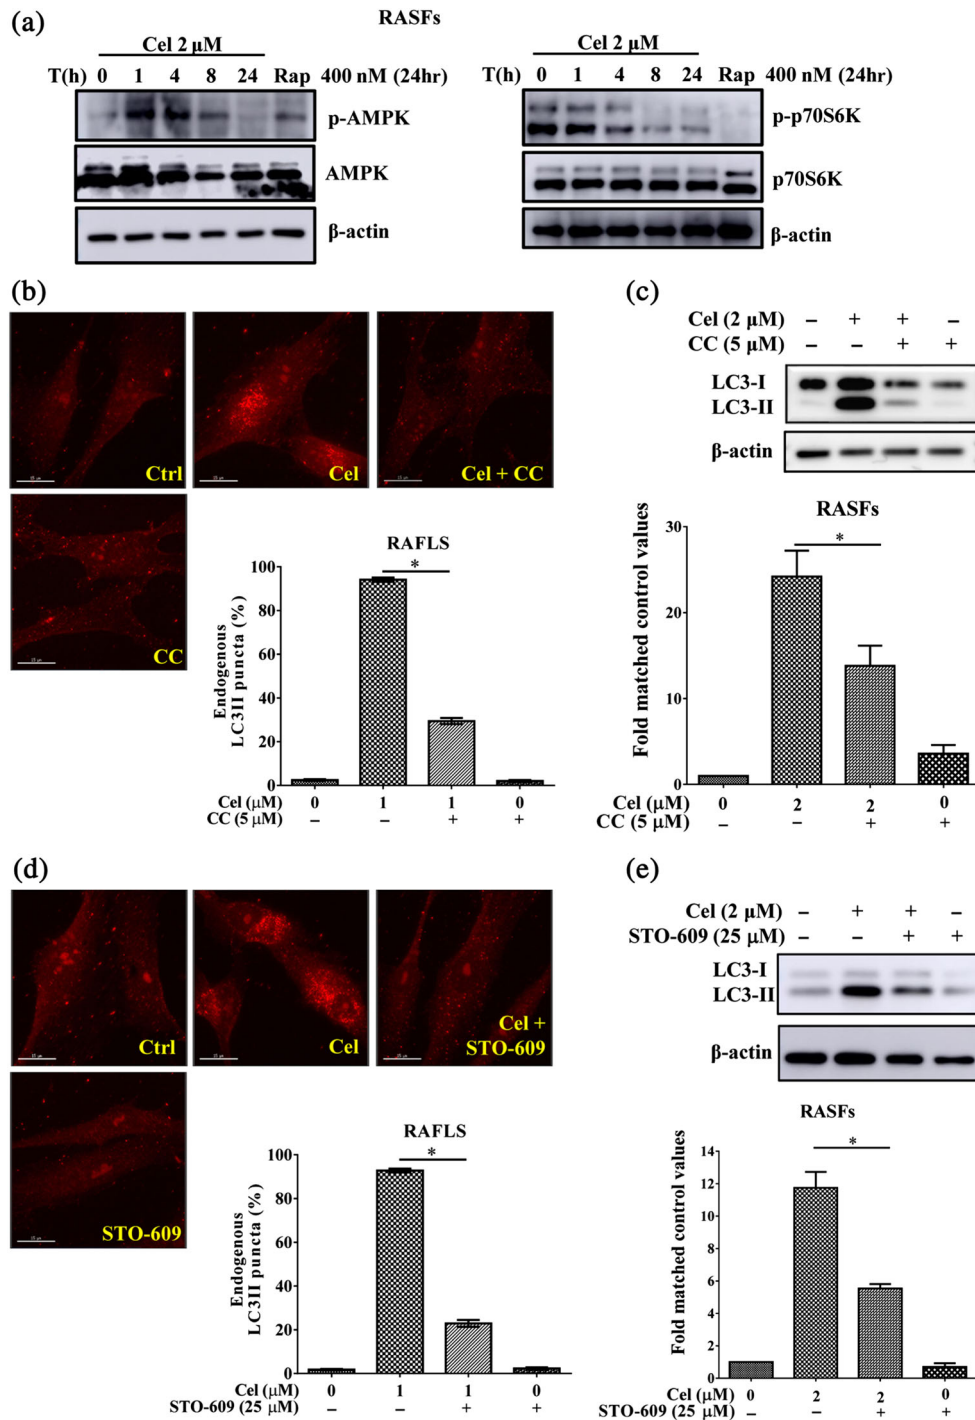 (a)
RASFs
Cel 2 μM
T(h) 0 1 4 8 24 Rap 400 nM (24hr)
p-AMPK
AMPK
β-actin
Cel 2 μM
T(h) 0 1 4 8 24 Rap 400 nM (24hr)
p-p70S6K
p70S6K
β-actin
(b)
Ctrl
Cel
Cel + CC
CC
15 μm
RAFLS
*
Endogenous
LC3II puncta (%)
100
80
60
40
20
0
Cel (μM) 0 1 1 0
CC (5 μM) – – + +
(c)
Cel (2 μM) – + + –
CC (5 μM) – – + +
LC3-I
LC3-II
β-actin
RASFs
*
Fold matched control values
30
20
10
0
Cel (μM) 0 2 2 0
CC (5 μM) – – + +
(d)
Ctrl
Cel
Cel +
STO-609
STO-609
RAFLS
*
Endogenous
LC3II puncta (%)
100
80
60
40
20
0
Cel (μM) 0 1 1 0
STO-609 (25 μM) – – + +
(e)
Cel (2 μM) – + + –
STO-609 (25 μM) – – + +
LC3-I
LC3-II
β-actin
RASFs
*
Fold matched control values
14
12
10
8
6
4
2
0
Cel (μM) 0 2 2 0
STO-609 (25 μM) – – + +